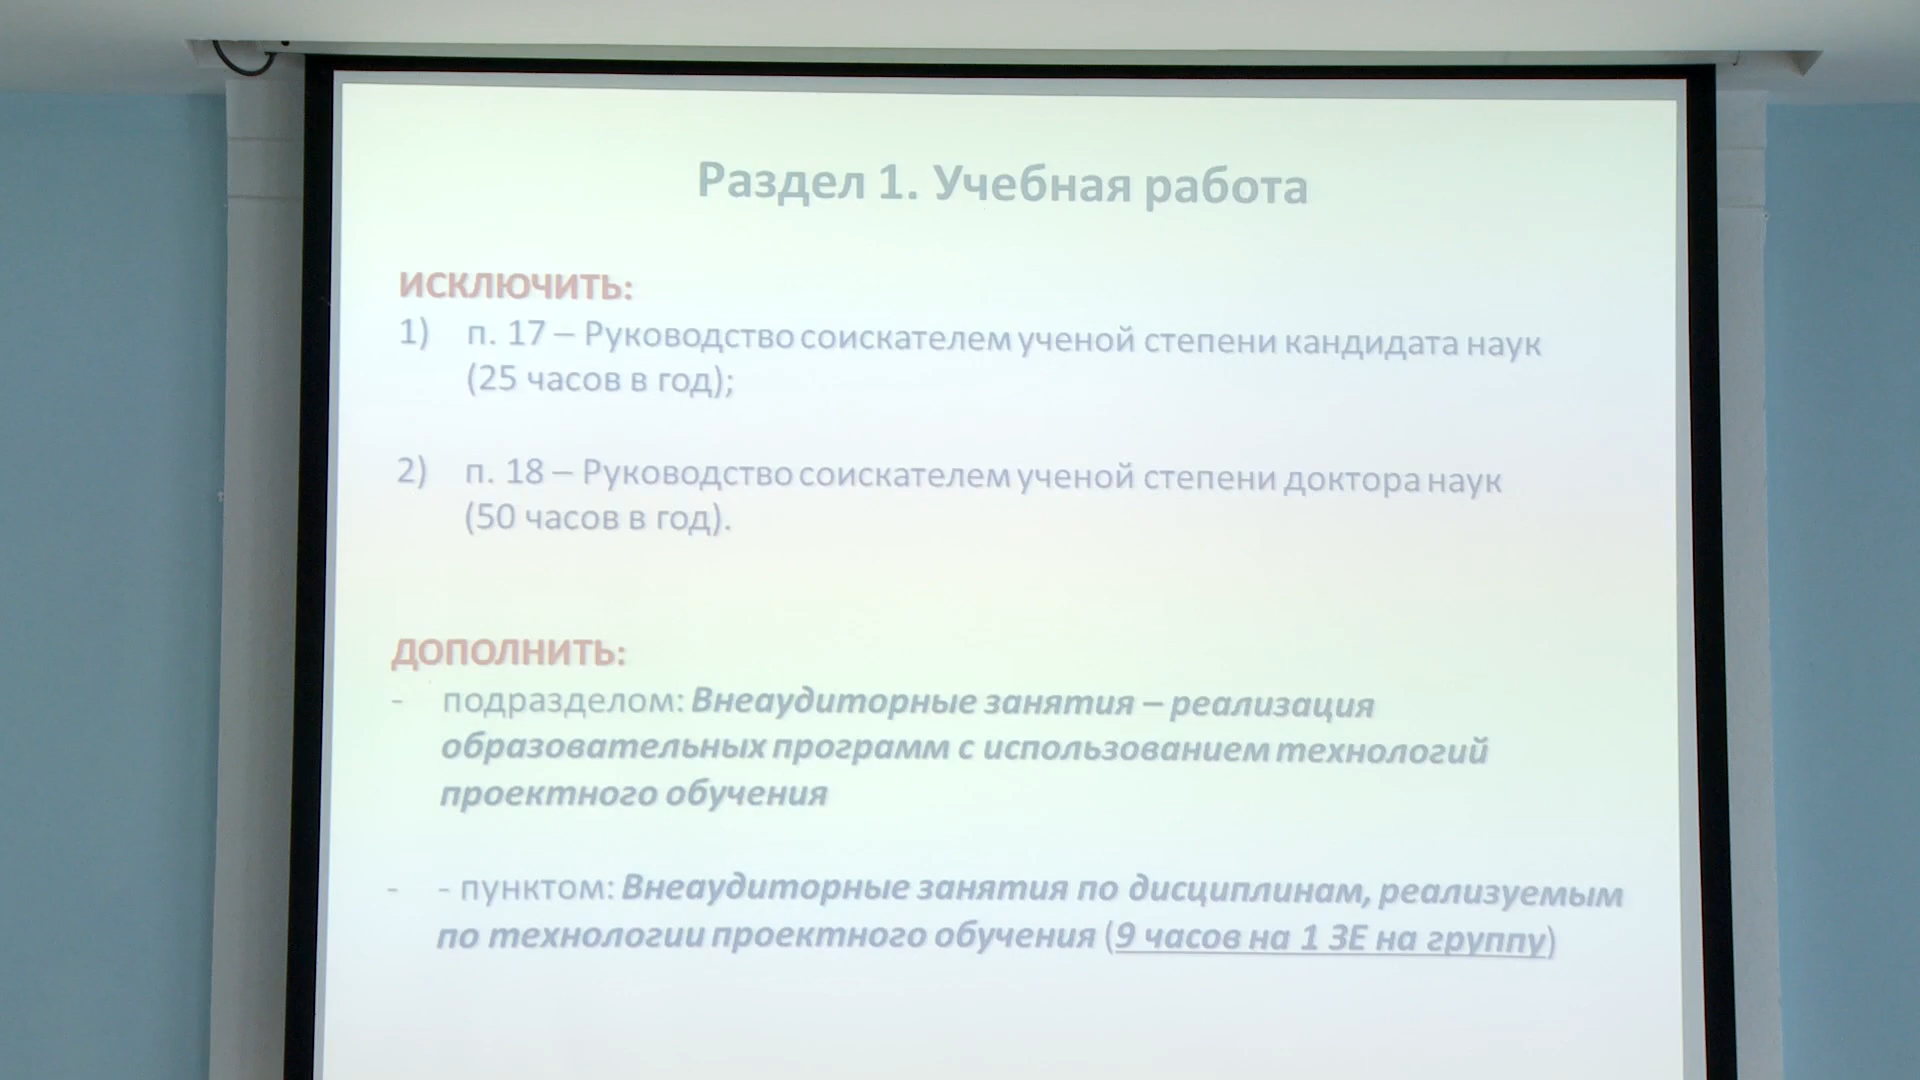 Раздел 1. Учебная работа
ИСКЛЮЧИТЬ:
1) п. 17 – Руководство соискателем ученой степени кандидата наук
(25 часов в год);
2) п. 18 – Руководство соискателем ученой степени доктора наук
(50 часов в год).
ДОПОЛНИТЬ:
- подразделом: Внеаудиторные занятия – реализация
образовательных программ с использованием технологий
проектного обучения
- - пунктом: Внеаудиторные занятия по дисциплинам, реализуемым
по технологии проектного обучения (9 часов на 1 ЗЕ на группу)